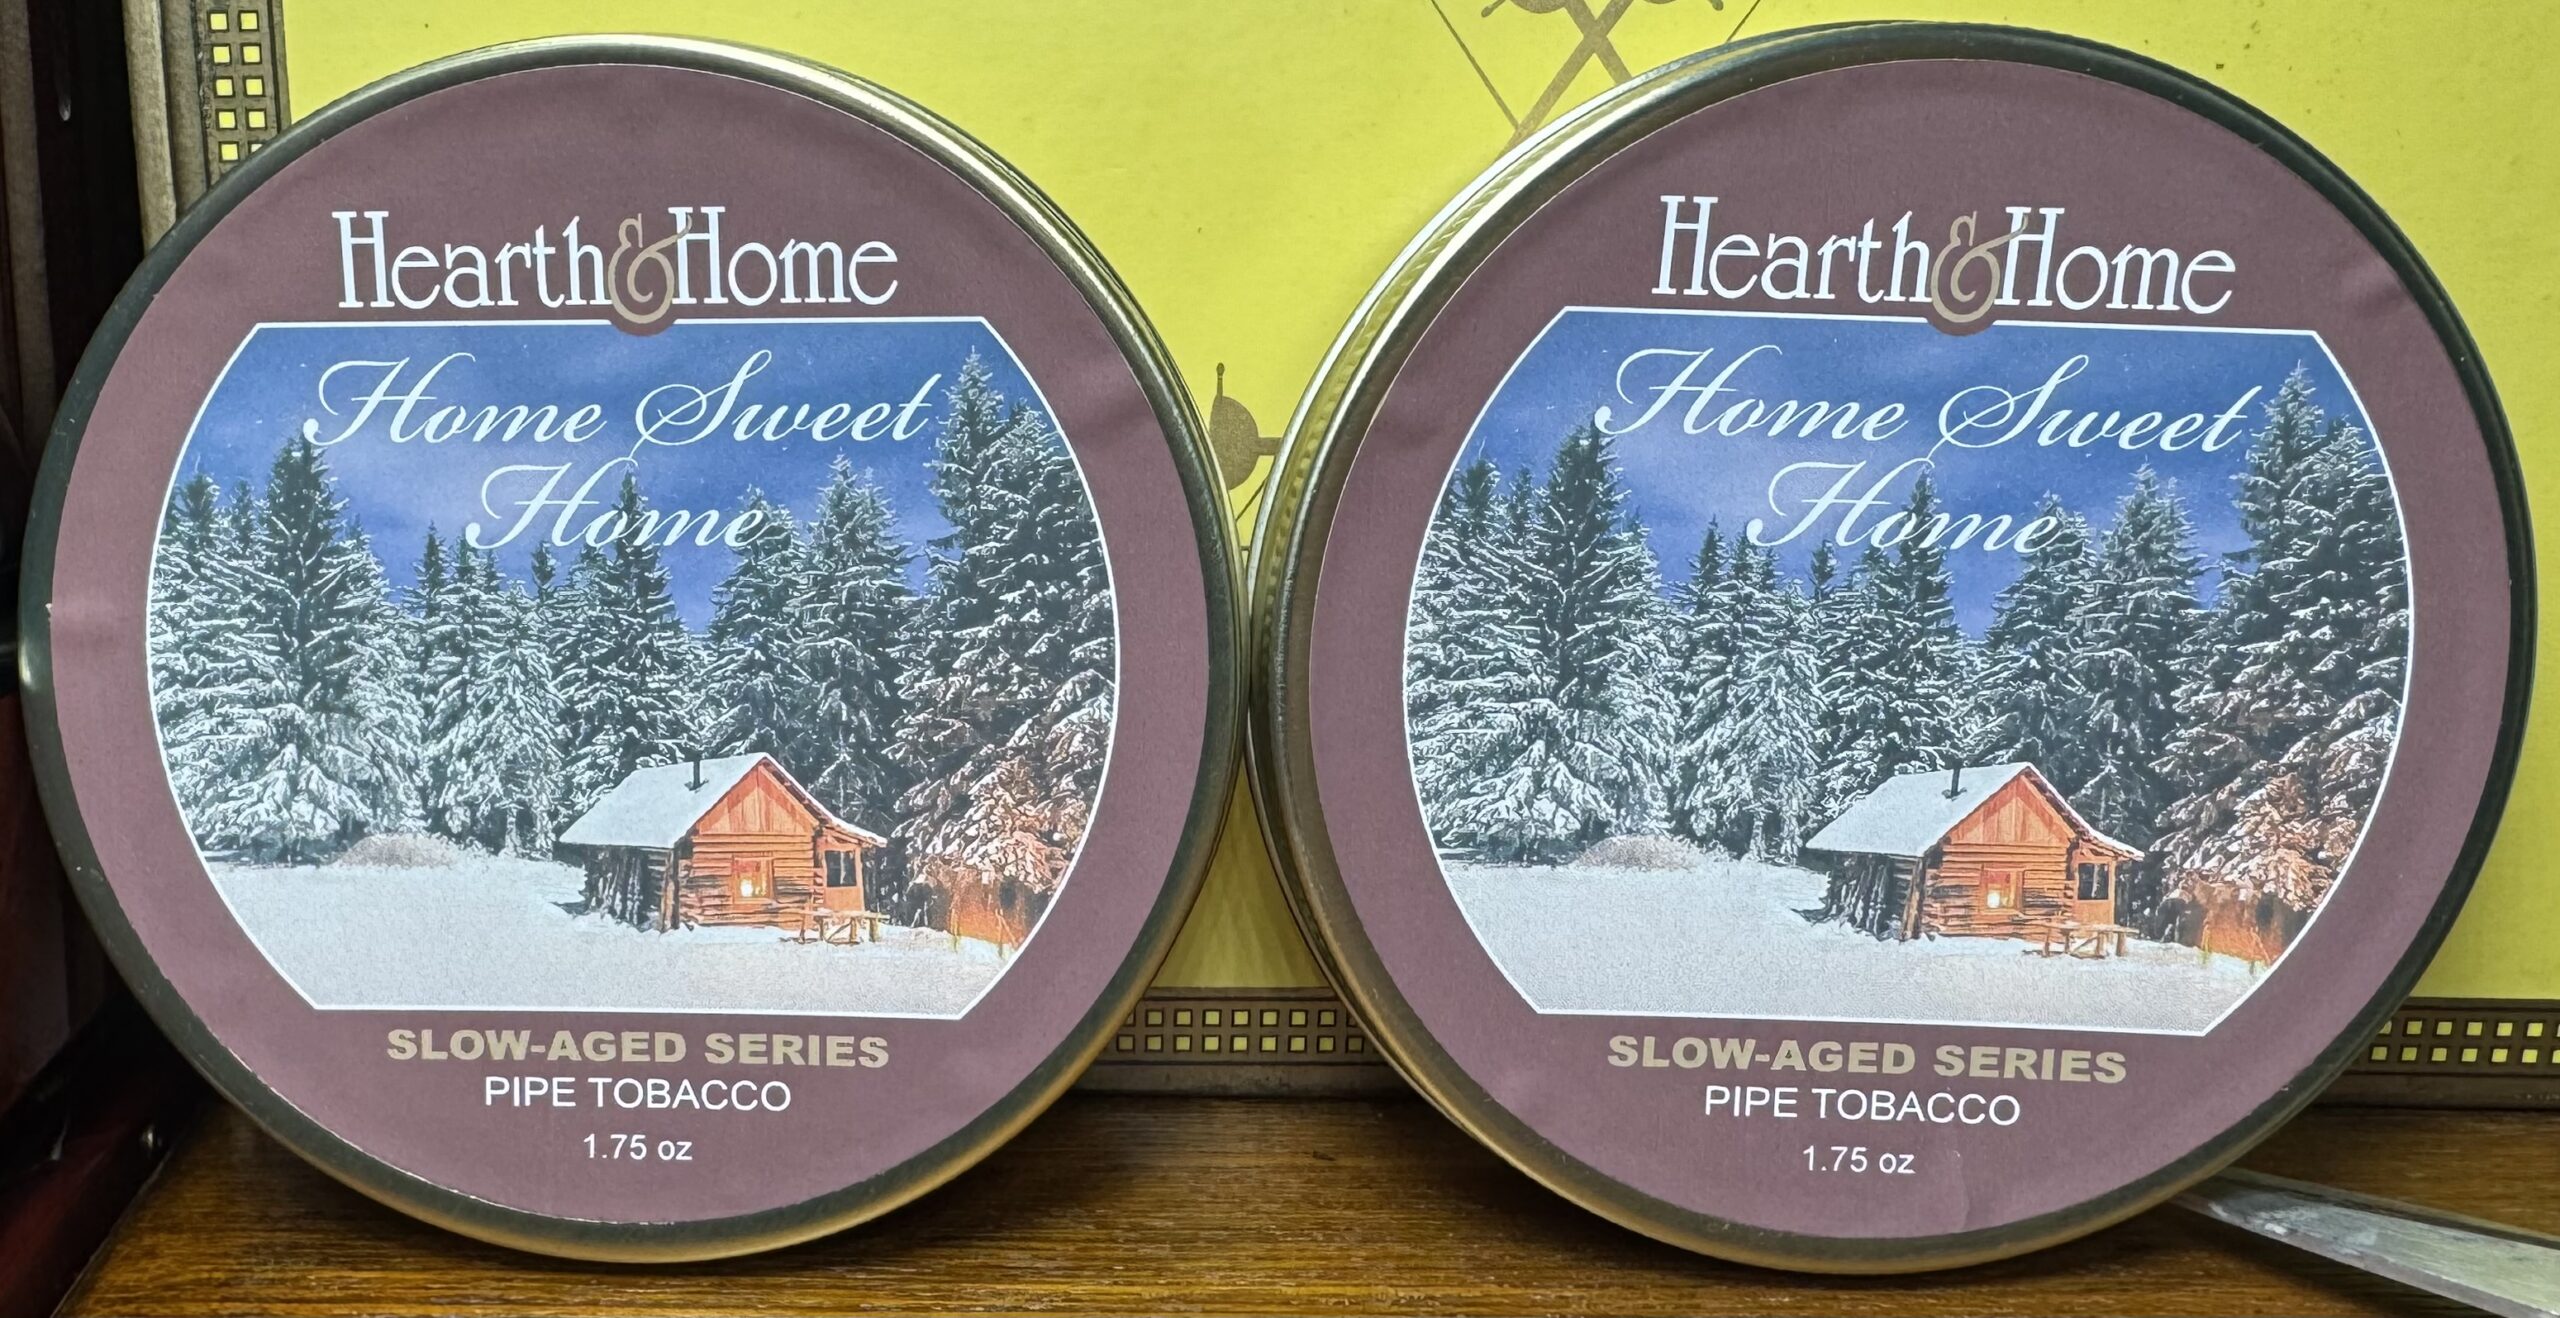 Hearth & Home
Home Sweet
Home
SLOW-AGED SERIES
PIPE TOBACCO
1.75 oz
Hearth & Home
Home Sweet
Home
SLOW-AGED SERIES
PIPE TOBACCO
1.75 oz